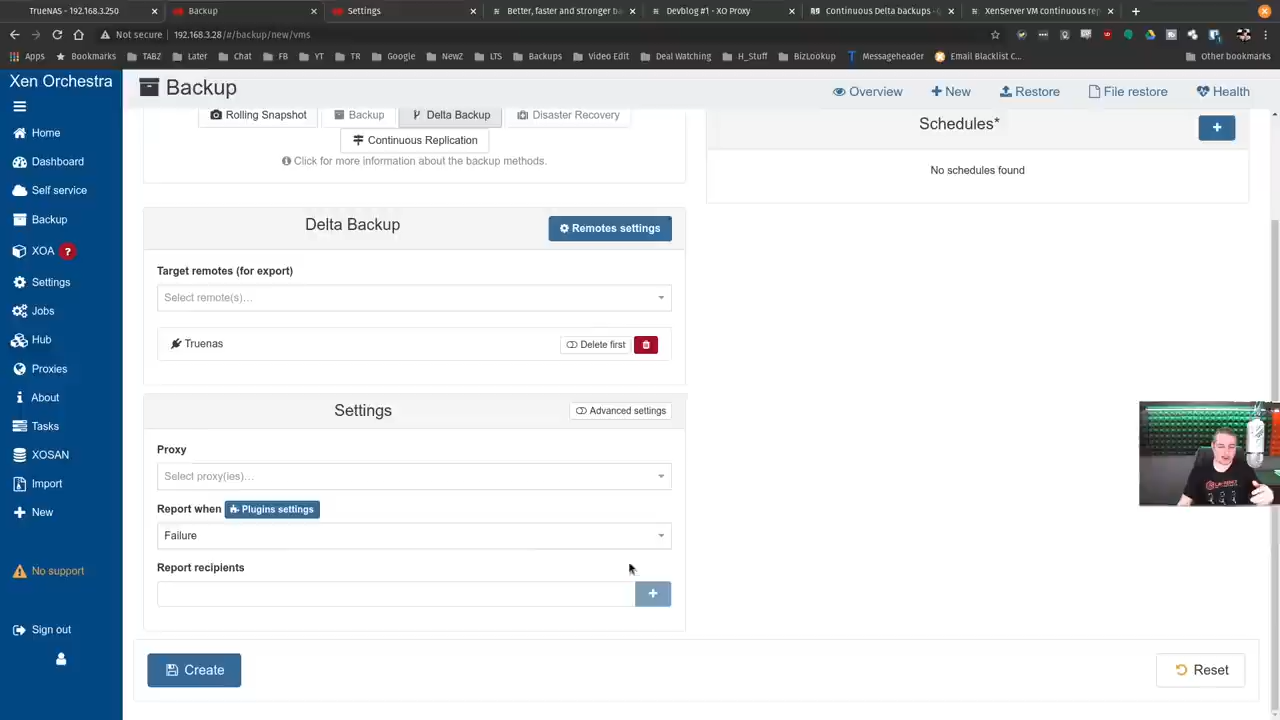 TrueNAS - 192.168.3.250
Backup
Settings
Better, faster and stronger ba
Devblog #1 - XO Proxy
Continuous Delta backups -
XenServer VM continuous rep
Not secure
192.168.3.28/#/backup/new/vms
Apps
Bookmarks
TABZ
Later
Chat
FB
YT
TR
Google
NewZ
LTS
Backups
Video Edit
Deal Watching
H_Stuff
BizLookup
Messageheader
Email Blacklist C...
Other bookmarks
Xen Orchestra
Home
Dashboard
Self service
Backup
XOA ?
Settings
Jobs
Hub
Proxies
About
Tasks
XOSAN
Import
New
No support
Sign out
Backup
Overview
New
Restore
File restore
Health
Rolling Snapshot
Backup
Delta Backup
Disaster Recovery
Continuous Replication
Click for more information about the backup methods.
Delta Backup
Remotes settings
Target remotes (for export)
Select remote(s)...
Truenas
Delete first
Settings
Advanced settings
Proxy
Select proxy(ies)...
Report when
Plugins settings
Failure
Report recipients
+
Create
Reset
Schedules*
+
No schedules found